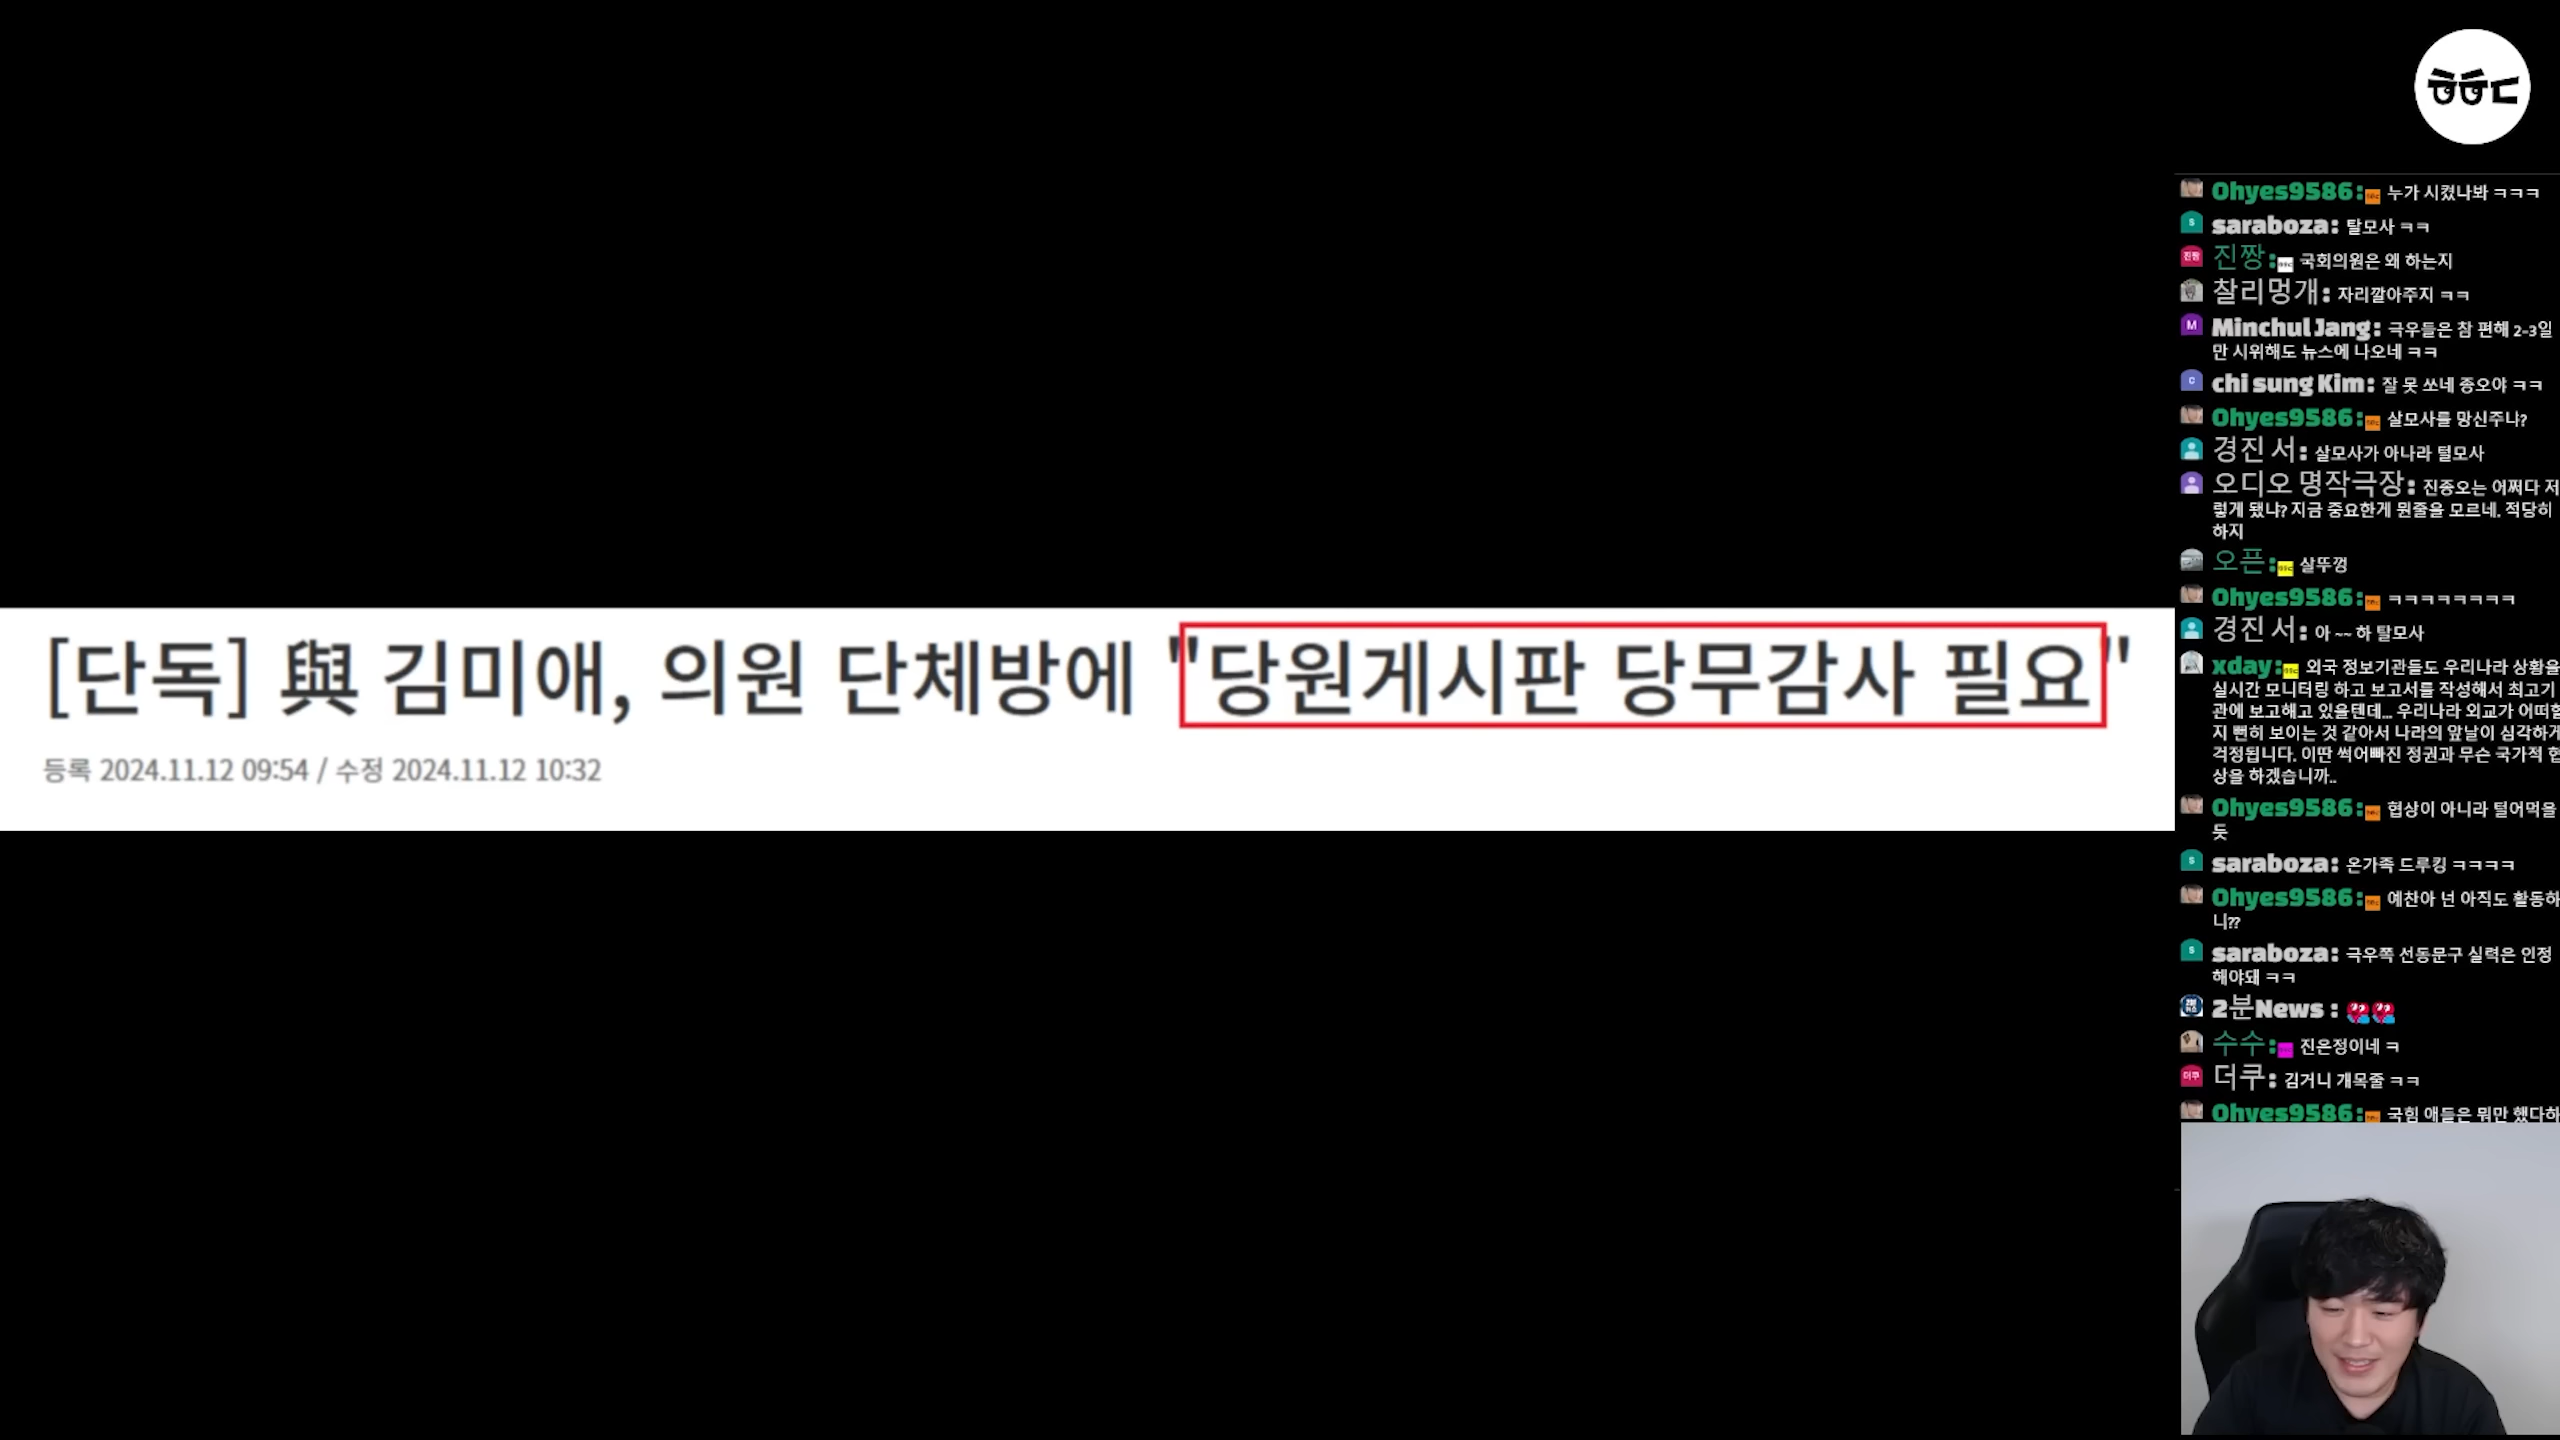 ㅎㅎㄷ
[단독] 與 김미애, 의원 단체방에 "당원게시판 당무감사 필요"
등록 2024.11.12 09:54 / 수정 2024.11.12 10:32
Ohyes9586: 누가 시켰나봐 ㅋㅋㅋ
saraboza: 탈모사 ㅋㅋ
진짱: 국회의원은 왜 하는지
찰리멍개: 자리깔아주지 ㅋㅋ
Minchul Jang: 극우들은 참 편해 2-3일
만 시위해도 뉴스에 나오네 ㅋㅋ
chi sung Kim: 잘 못 쏘네 종오야 ㅋㅋ
Ohyes9586: 살모사를 망신주냐?
경진 서: 살모사가 아나라 털모사
오디오 명작극장: 진종오는 어쩌다 저
렇게 됐냐? 지금 중요한게 뭔줄을 모르네. 적당히
하지
오픈: 살뚜껑
Ohyes9586: ㅋㅋㅋㅋㅋㅋㅋㅋ
경진 서: 아 ~~ 하 탈모사
xday: 외국 정보기관들도 우리나라 상황을
실시간 모니터링 하고 보고서를 작성해서 최고기
관에 보고해고 있을텐데... 우리나라 외교가 어떠할
지 뻔히 보이는 것 같아서 나라의 앞날이 심각하게
걱정됩니다. 이딴 썩어빠진 정권과 무슨 국가적 협
상을 하겠습니까..
Ohyes9586: 협상이 아니라 털어먹을
듯
saraboza: 온가족 드루킹 ㅋㅋㅋㅋ
Ohyes9586: 예찬아 넌 아직도 활동하
니??
saraboza: 극우쪽 선동문구 실력은 인정
해야돼 ㅋㅋ
2분News :
수수: 진은정이네 ㅋ
더쿠: 김거니 개목줄 ㅋㅋ
Ohyes9586: 국힘 애들은 뭐만 했다하